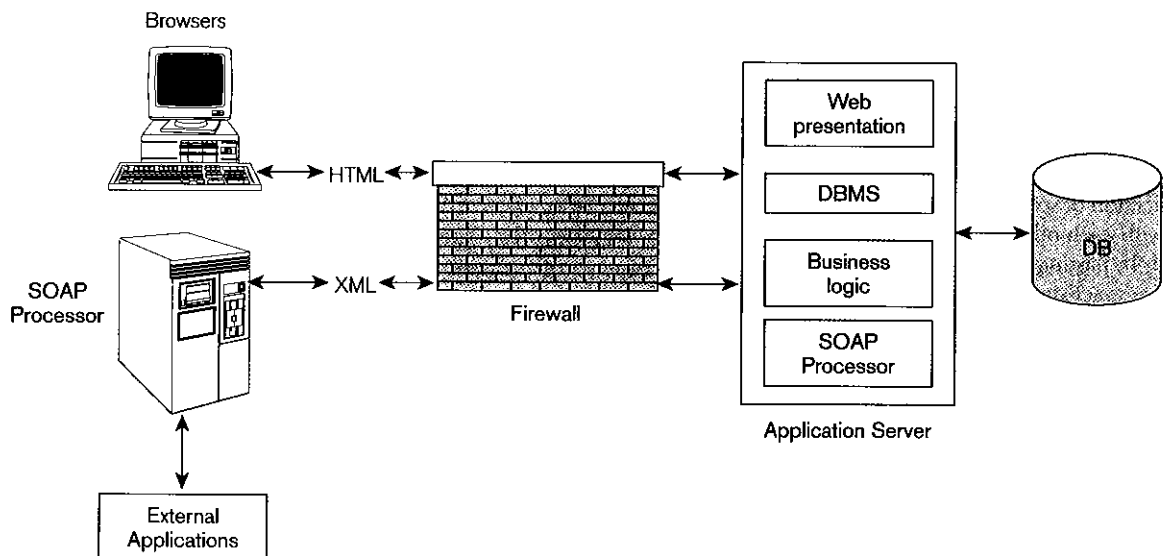 Browsers
HTML
SOAP
Processor
XML
Firewall
Web
presentation
DBMS
Business
logic
SOAP
Processor
Application Server
DB
External
Applications